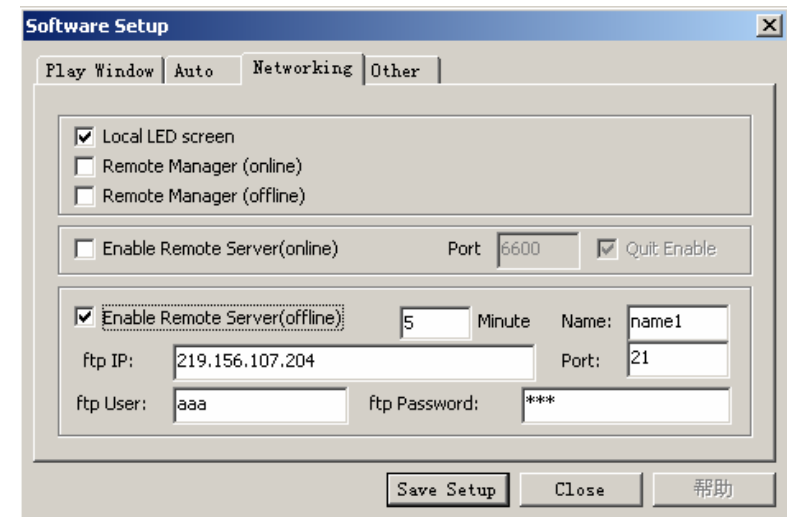 Software Setup
Play Window Auto Networking Other
Local LED screen
Remote Manager (online)
Remote Manager (offline)
Enable Remote Server(online) Port 6600 Quit Enable
Enable Remote Server(offline) 5 Minute Name: name1
ftp IP: 219.156.107.204 Port: 21
ftp User: aaa ftp Password: ***
Save Setup Close 帮助